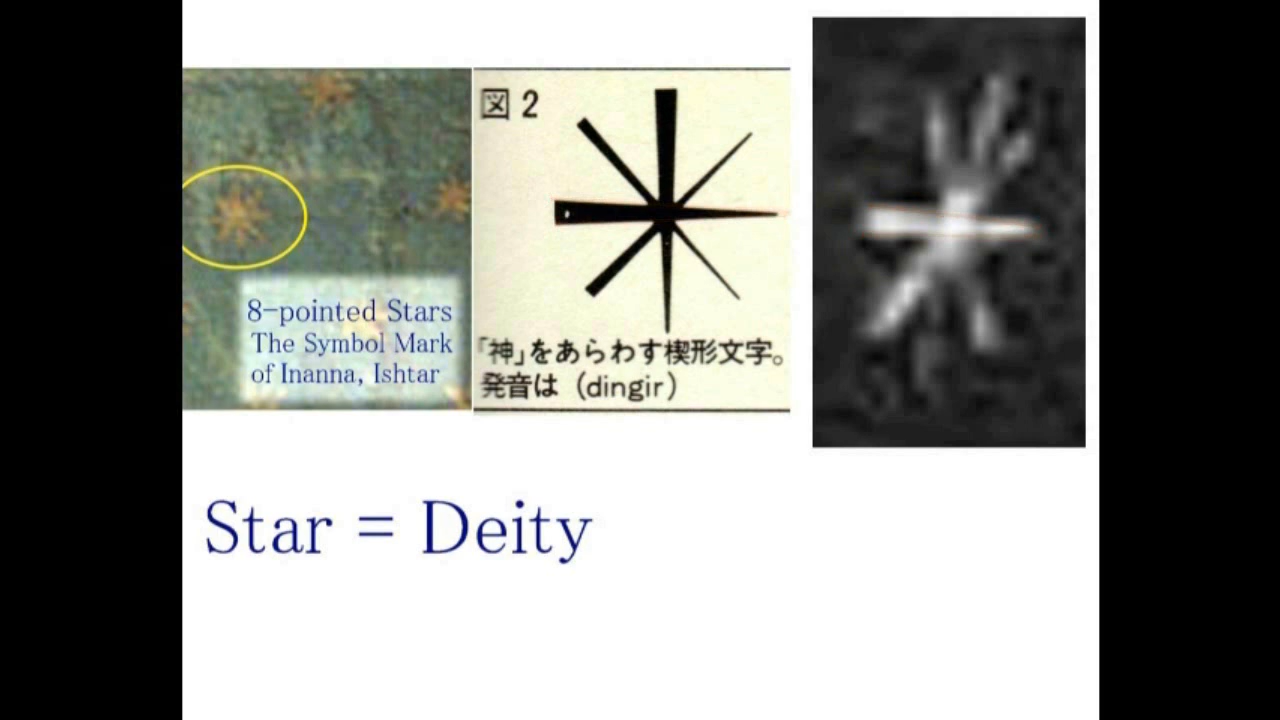 8-pointed Stars
The Symbol Mark
of Inanna, Ishtar
図 2
「神」をあらわす楔形文字。
発音は (dingir)
Star = Deity